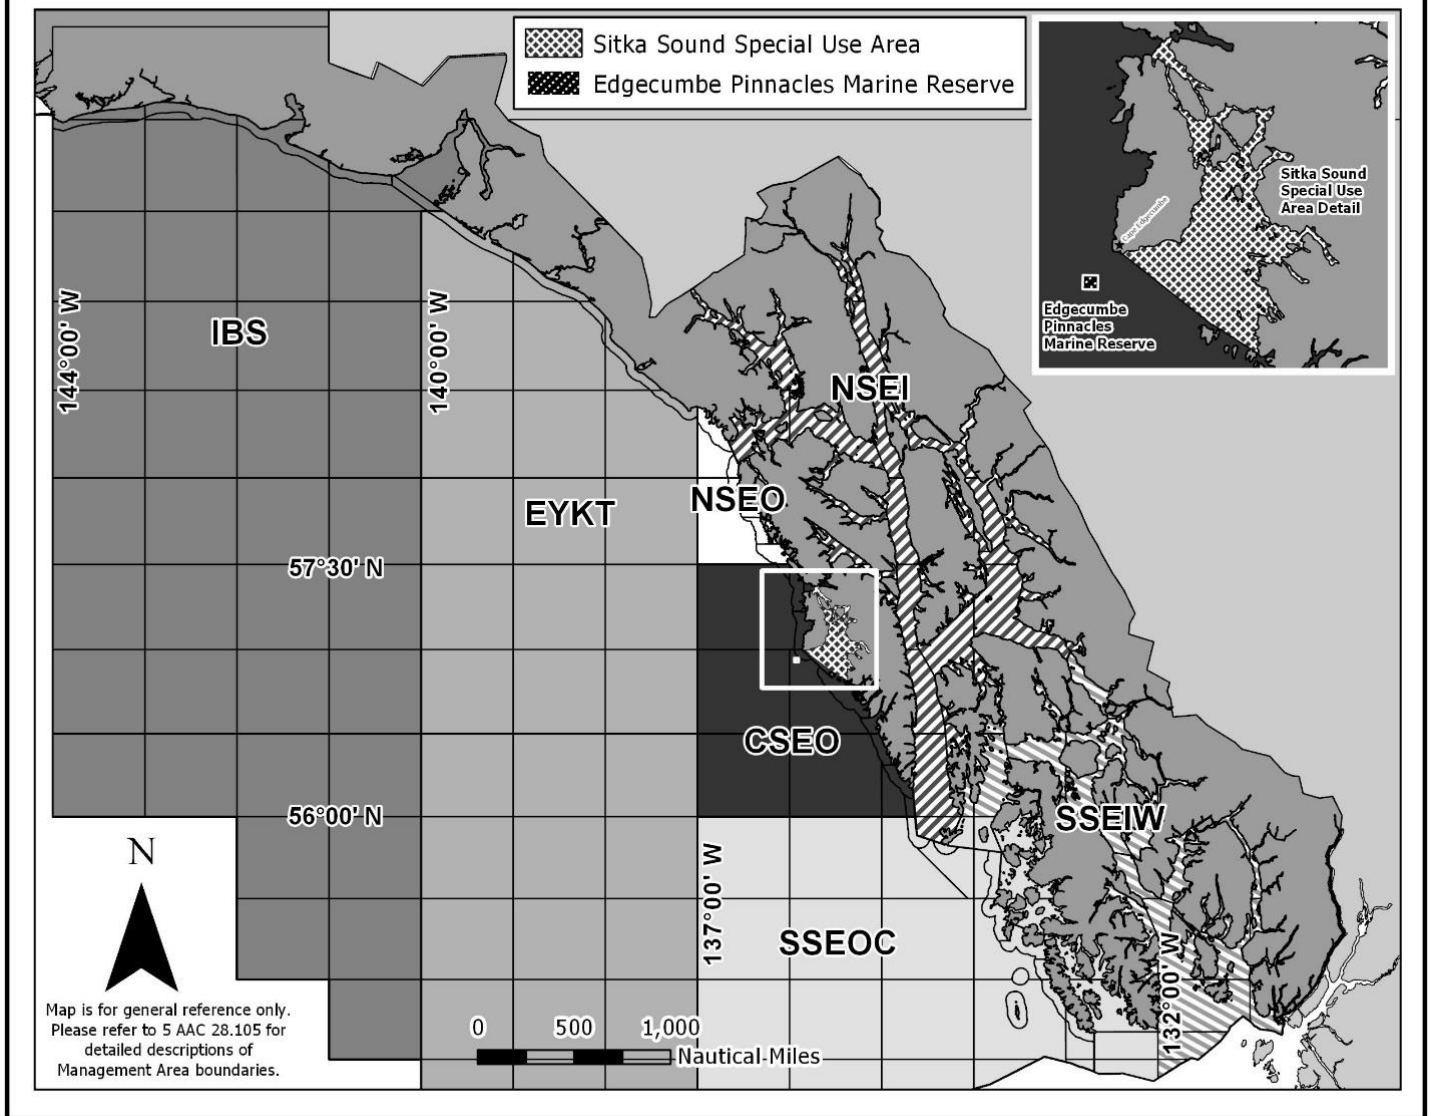 Sitka Sound Special Use Area
Edgecumbe Pinnacles Marine Reserve
Sitka Sound
Special Use
Area Detail
Cape Edgecumbe
Edgecumbe
Pinnacles
Marine Reserve
144°00' W
IBS
140°00' W
NSEI
EYKT
NSEO
57°30' N
CSEO
56°00' N
SSEIW
N
137°00' W
SSEOC
132°00' W
Map is for general reference only.
Please refer to 5 AAC 28.105 for
detailed descriptions of
Management Area boundaries.
0 500 1,000
Nautical Miles